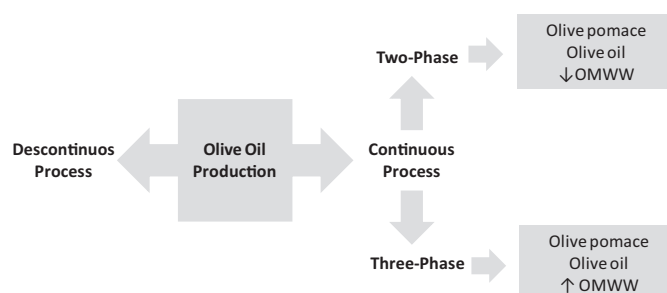 Descontinuos
Process
Olive Oil
Production
Continuous
Process
Two-Phase
Olive pomace
Olive oil
↓OMWW
Three-Phase
Olive pomace
Olive oil
↑ OMWW